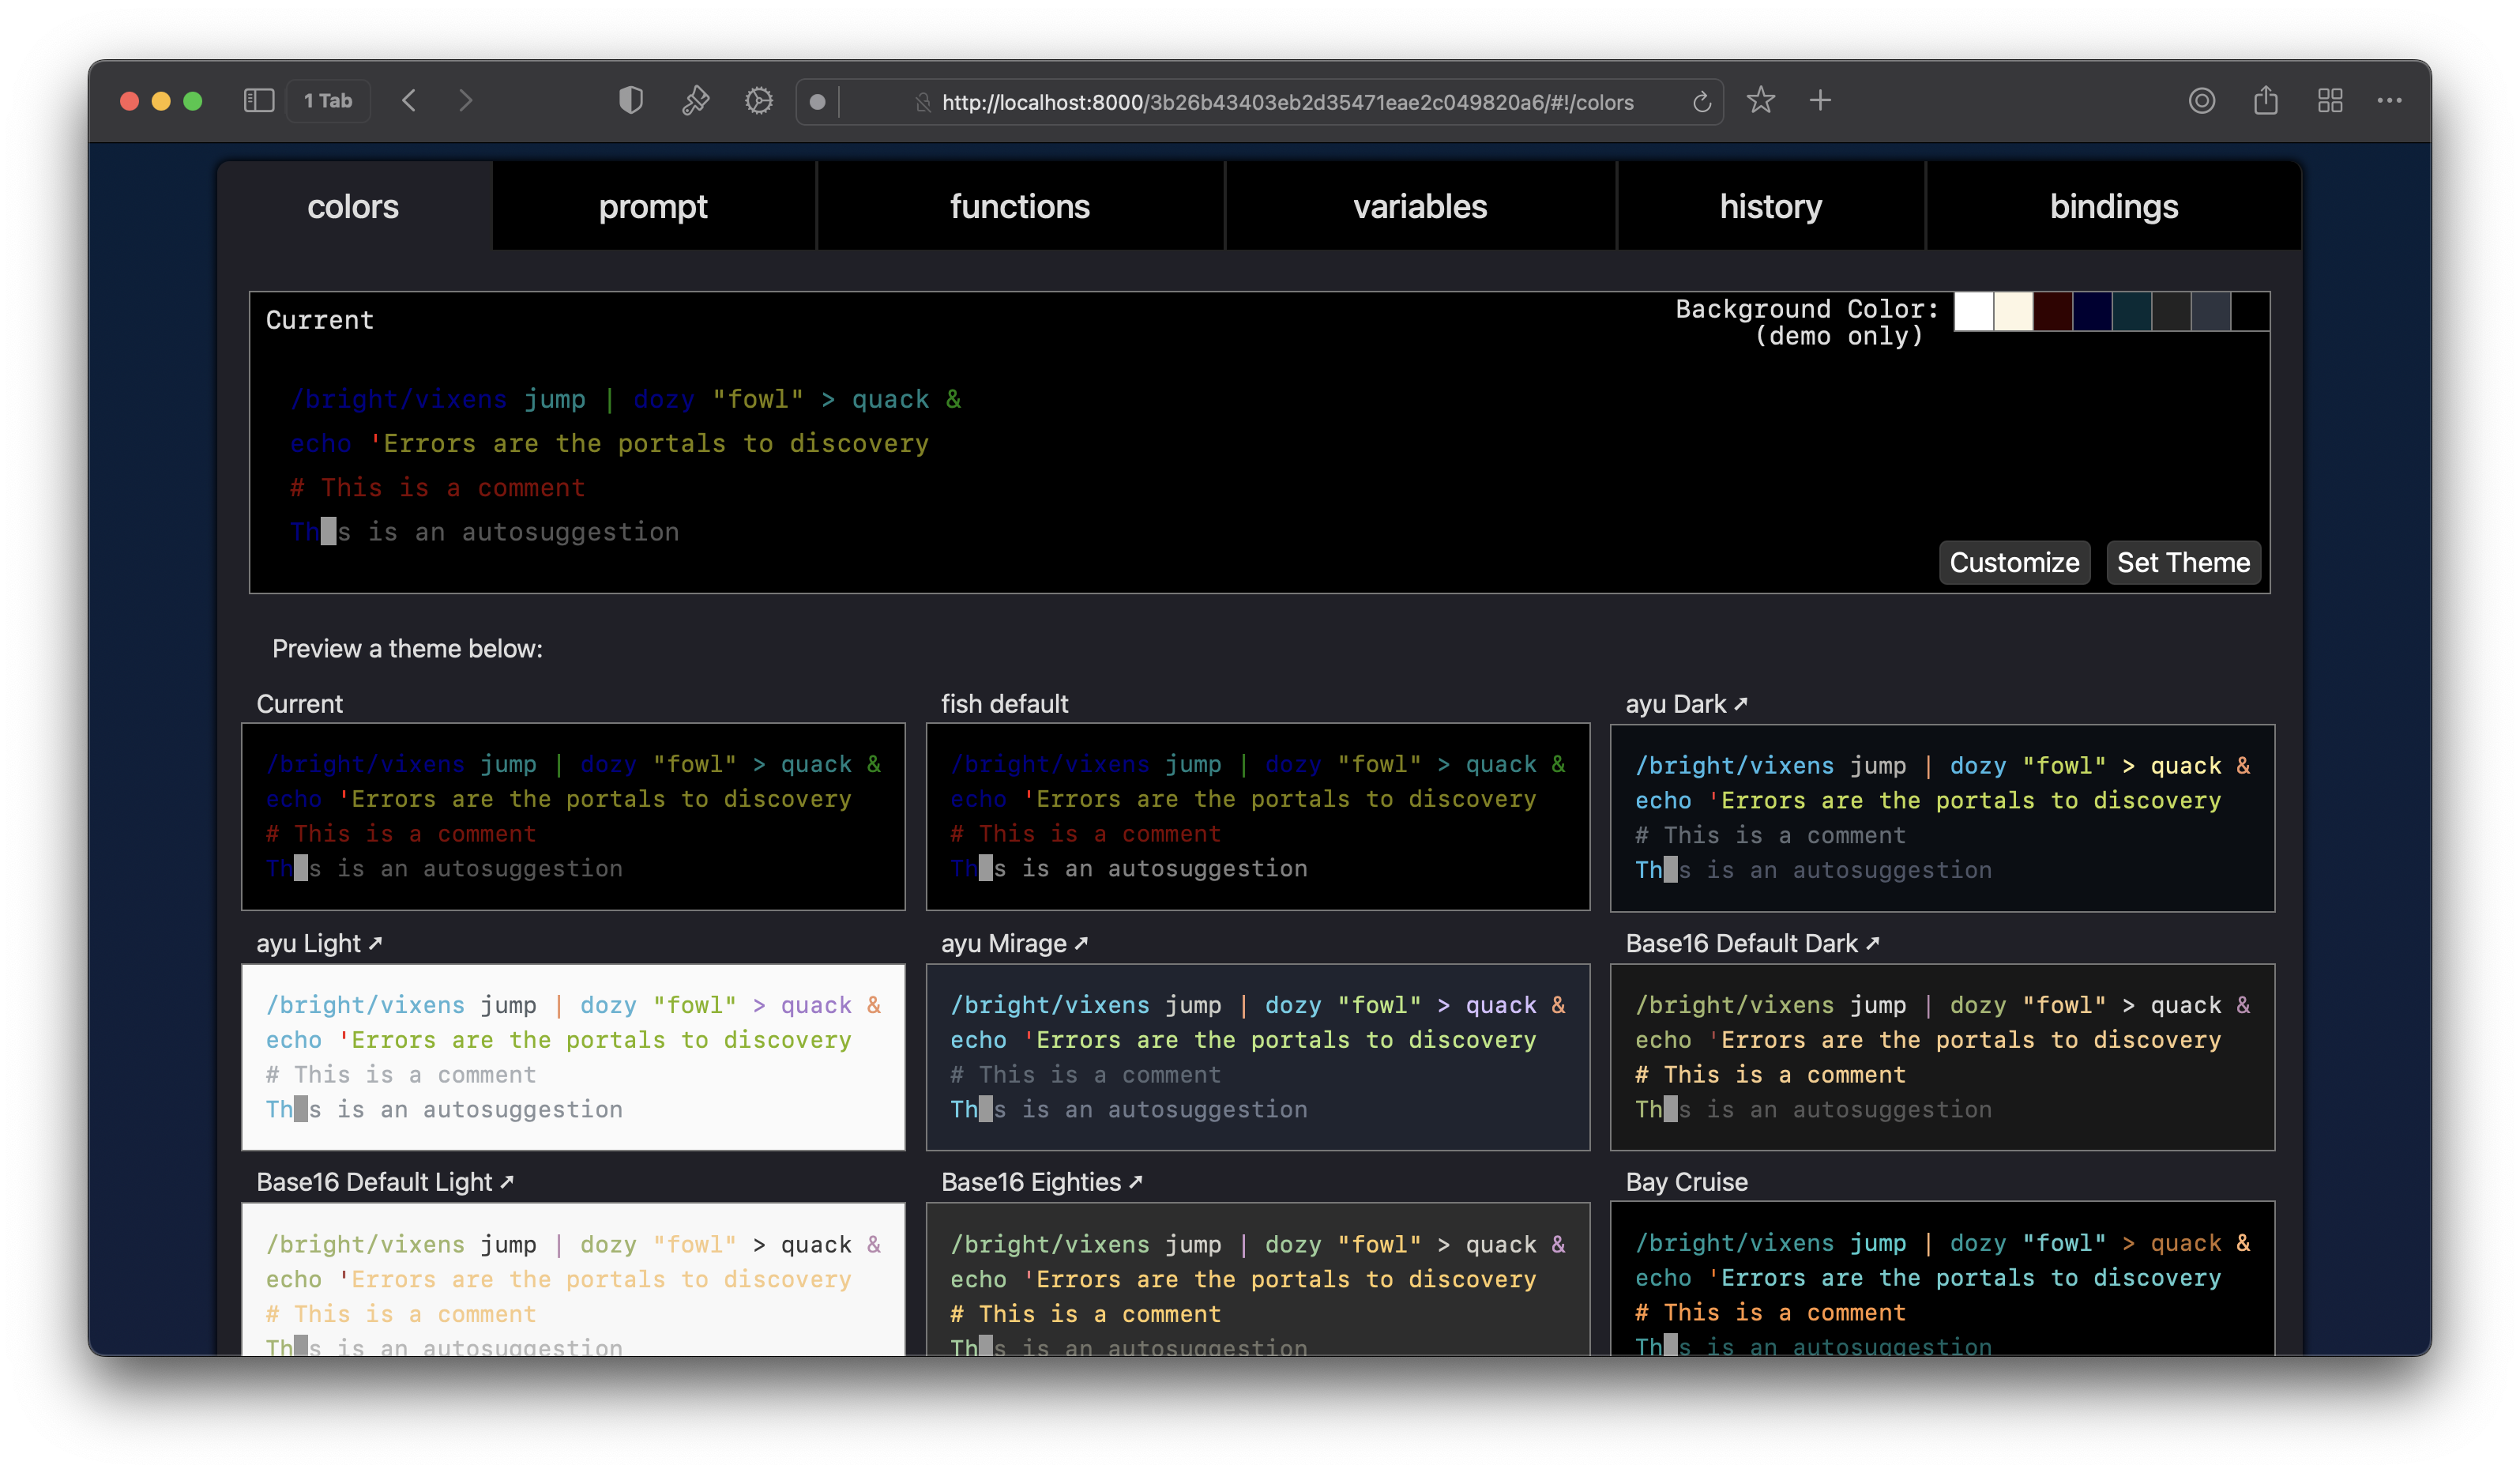 1 Tab
http://localhost:8000/3b26b43403eb2d35471eae2c049820a6/#!/colors
colors
prompt
functions
variables
history
bindings
Current
Background Color:
(demo only)
/bright/vixens jump | dozy "fowl" > quack &
echo 'Errors are the portals to discovery
# This is a comment
Th s is an autosuggestion
Customize
Set Theme
Preview a theme below:
Current
/bright/vixens jump | dozy "fowl" > quack &
echo 'Errors are the portals to discovery
# This is a comment
Th s is an autosuggestion
fish default
/bright/vixens jump | dozy "fowl" > quack &
echo 'Errors are the portals to discovery
# This is a comment
Th s is an autosuggestion
ayu Dark ➚
/bright/vixens jump | dozy "fowl" > quack &
echo 'Errors are the portals to discovery
# This is a comment
Th s is an autosuggestion
ayu Light ➚
/bright/vixens jump | dozy "fowl" > quack &
echo 'Errors are the portals to discovery
# This is a comment
Th s is an autosuggestion
ayu Mirage ➚
/bright/vixens jump | dozy "fowl" > quack &
echo 'Errors are the portals to discovery
# This is a comment
Th s is an autosuggestion
Base16 Default Dark ➚
/bright/vixens jump | dozy "fowl" > quack &
echo 'Errors are the portals to discovery
# This is a comment
Th s is an autosuggestion
Base16 Default Light ➚
/bright/vixens jump | dozy "fowl" > quack &
echo 'Errors are the portals to discovery
# This is a comment
Th s is an autosuggestion
Base16 Eighties ➚
/bright/vixens jump | dozy "fowl" > quack &
echo 'Errors are the portals to discovery
# This is a comment
Th s is an autosuggestion
Bay Cruise
/bright/vixens jump | dozy "fowl" > quack &
echo 'Errors are the portals to discovery
# This is a comment
Th s is an autosuggestion